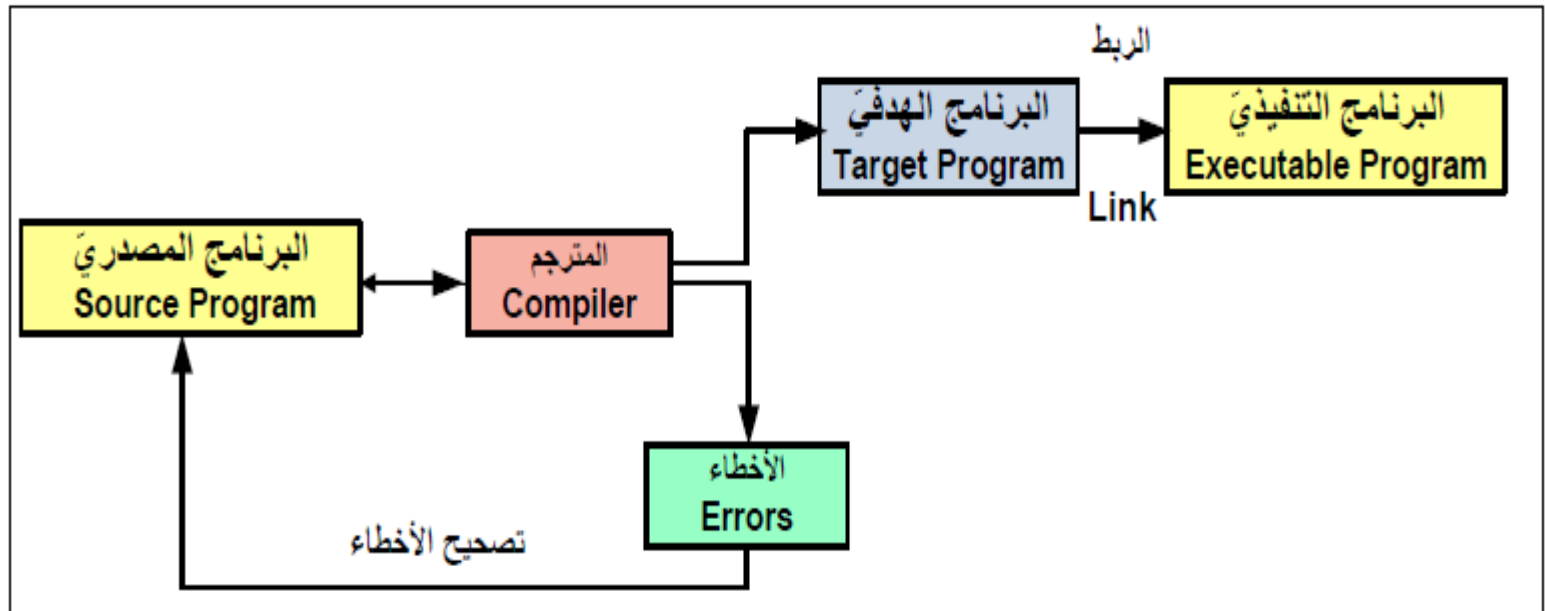 الربط
البرنامج الهدفيّ
Target Program
البرنامج التنفيذيّ
Executable Program
Link
البرنامج المصدريّ
Source Program
المترجم
Compiler
الأخطاء
Errors
تصحيح الأخطاء